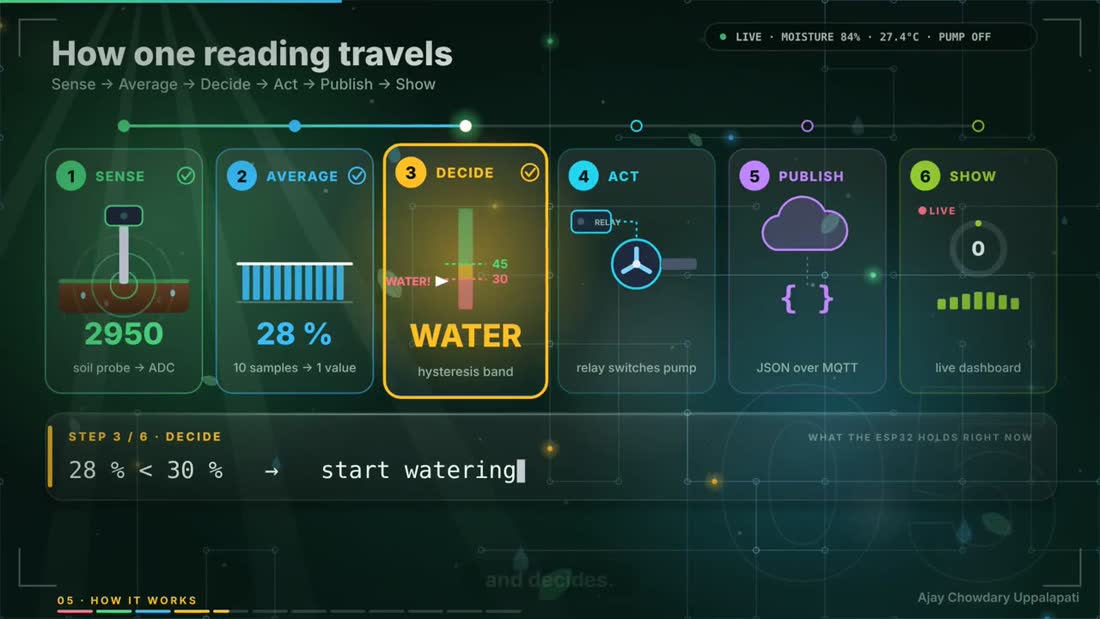 How one reading travels
Sense → Average → Decide → Act → Publish → Show
LIVE · MOISTURE 84% · 27.4°C · PUMP OFF
1 SENSE
2950
soil probe → ADC
2 AVERAGE
28 %
10 samples → 1 value
3 DECIDE
45
30
WATER!
WATER
hysteresis band
4 ACT
RELAY
relay switches pump
5 PUBLISH
{ }
JSON over MQTT
6 SHOW
LIVE
0
live dashboard
STEP 3 / 6 · DECIDE
WHAT THE ESP32 HOLDS RIGHT NOW
28 % < 30 % → start watering
05
and decides.
05 · HOW IT WORKS
Ajay Chowdary Uppalapati